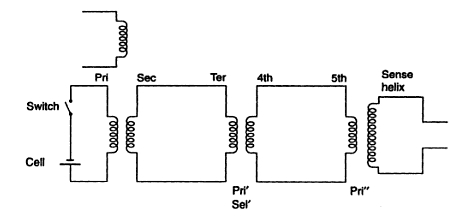 Pri Sec Ter 4th 5th Sense
helix
Switch
Cell
Pri′ Pri′′
Sel′